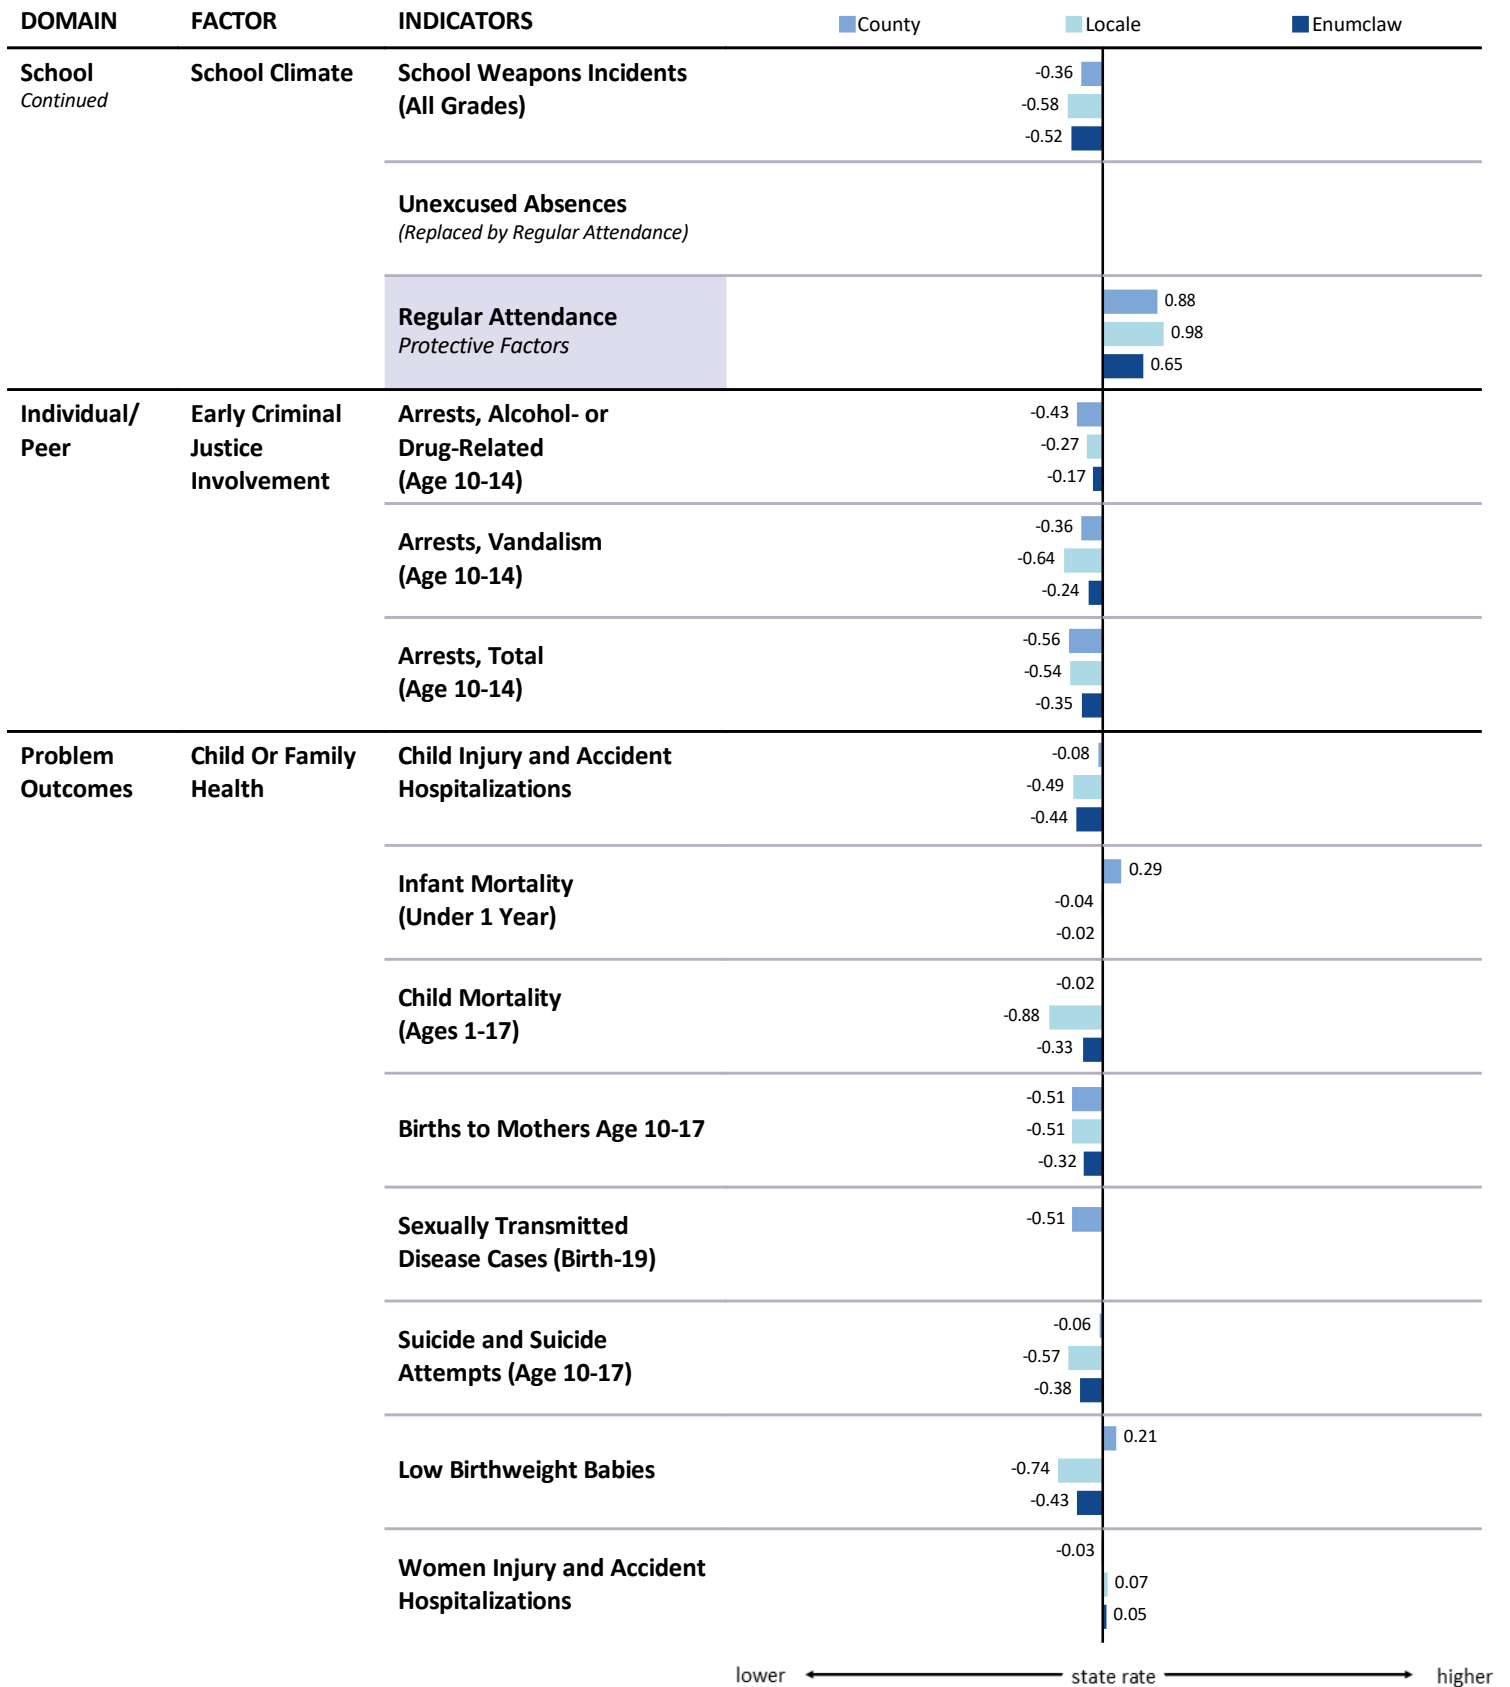 DOMAIN FACTOR INDICATORS County Locale Enumclaw
School School Climate School Weapons Incidents
Continued (All Grades)
-0.36
-0.58
-0.52
Unexcused Absences
(Replaced by Regular Attendance)
Regular Attendance
Protective Factors
0.88
0.98
0.65
Individual/ Early Criminal Arrests, Alcohol- or
Peer Justice Drug-Related
Involvement (Age 10-14)
-0.43
-0.27
-0.17
Arrests, Vandalism
(Age 10-14)
-0.36
-0.64
-0.24
Arrests, Total
(Age 10-14)
-0.56
-0.54
-0.35
Problem Child Or Family Child Injury and Accident
Outcomes Health Hospitalizations
-0.08
-0.49
-0.44
Infant Mortality
(Under 1 Year)
0.29
-0.04
-0.02
Child Mortality
(Ages 1-17)
-0.02
-0.88
-0.33
Births to Mothers Age 10-17
-0.51
-0.51
-0.32
Sexually Transmitted
Disease Cases (Birth-19)
-0.51
Suicide and Suicide
Attempts (Age 10-17)
-0.06
-0.57
-0.38
Low Birthweight Babies
0.21
-0.74
-0.43
Women Injury and Accident
Hospitalizations
-0.03
0.07
0.05
lower state rate higher